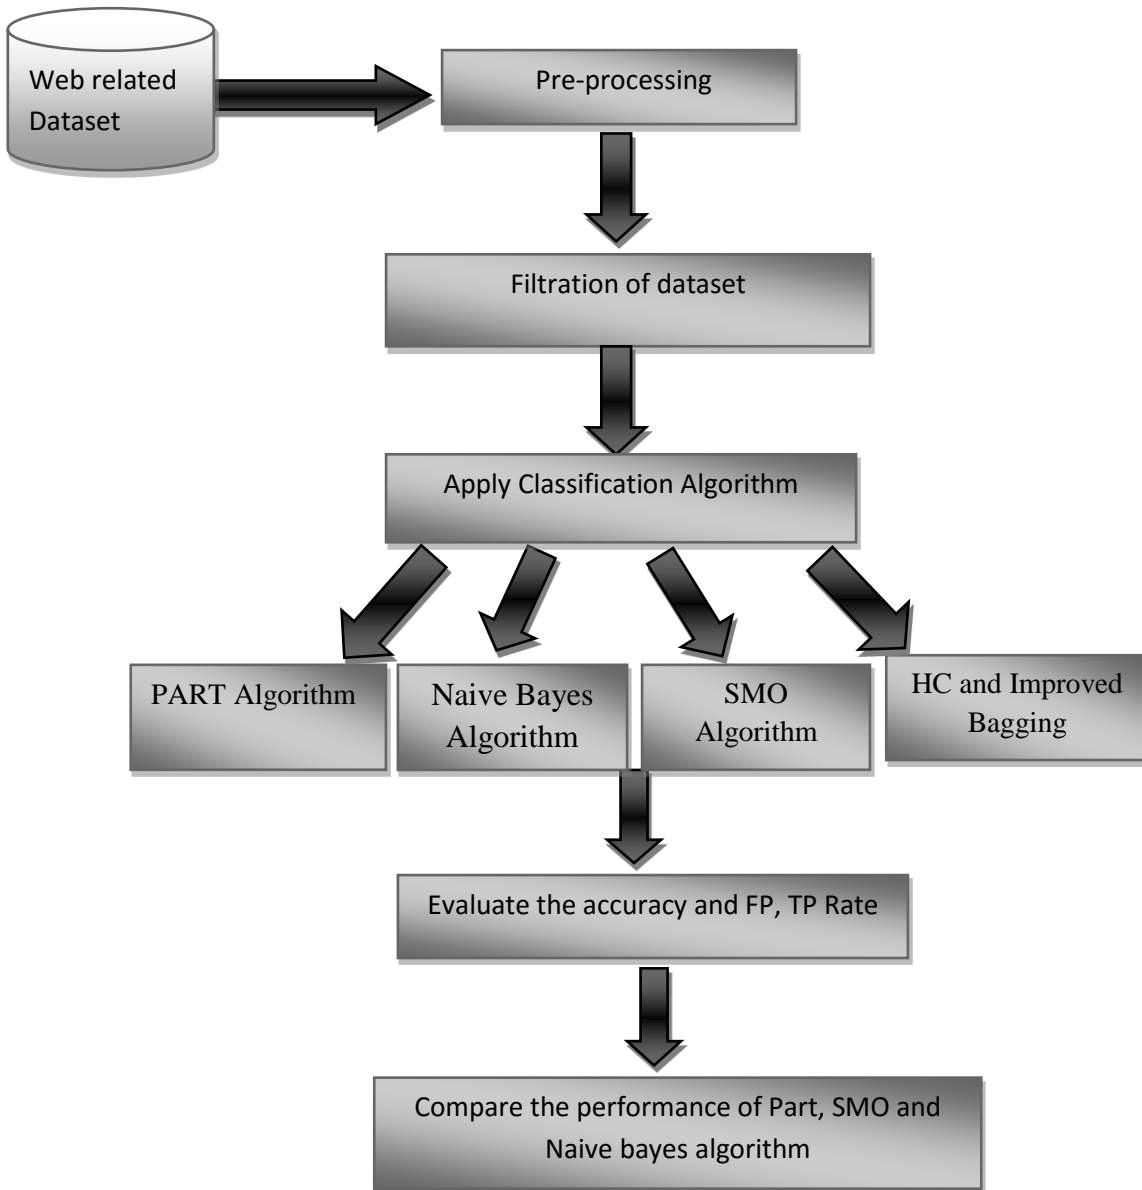 Web related
Dataset
Pre-processing
Filtration of dataset
Apply Classification Algorithm
PART Algorithm
Naive Bayes
Algorithm
SMO
Algorithm
HC and Improved
Bagging
Evaluate the accuracy and FP, TP Rate
Compare the performance of Part, SMO and
Naive bayes algorithm